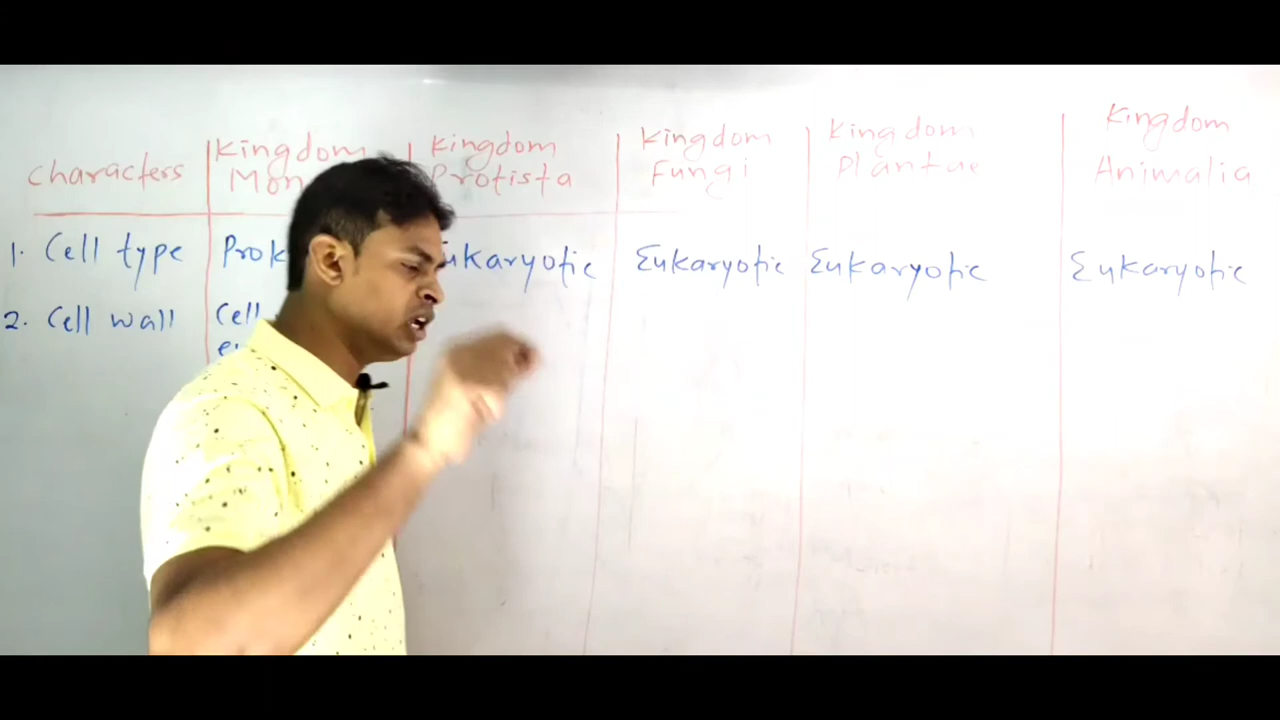 Characters
Kingdom
Kingdom
Protista
Kingdom
Fungi
Kingdom
Plantae
Kingdom
Animalia
1. Cell type
Eukaryotic
Eukaryotic
Eukaryotic
2. Cell wall
Cell